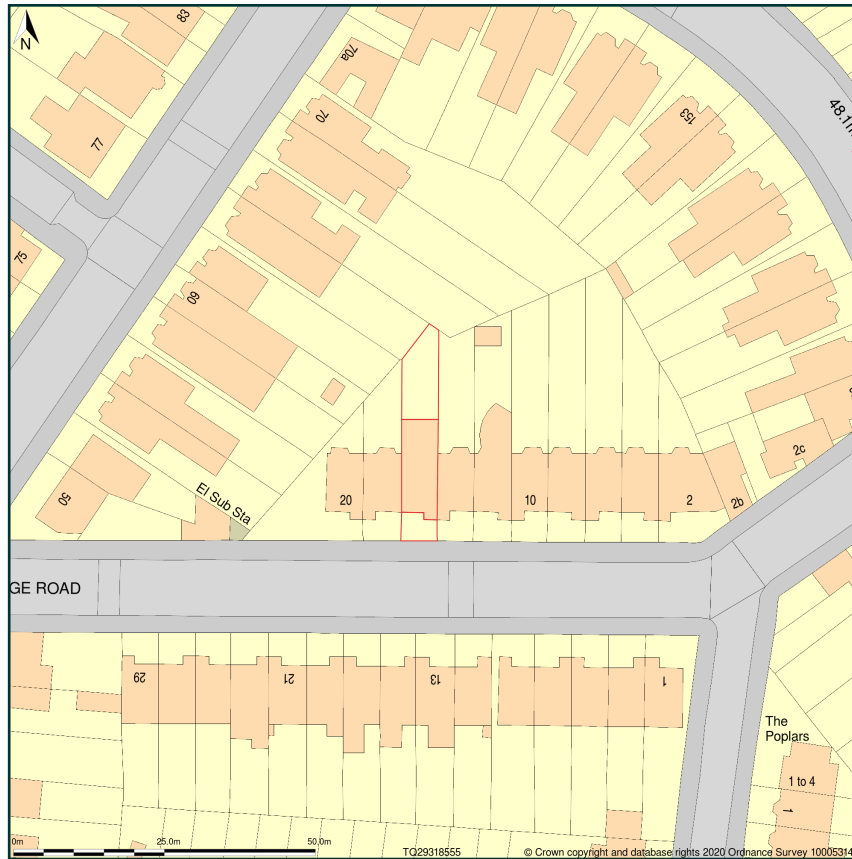 83
N
70a
77
70
153
48.1m
75
60
50
El Sub Sta
20
10
2
2b
2c
GE ROAD
29
21
13
1
The
Poplars
1 to 4
1
0m
25.0m
50.0m
TQ29318555
© Crown copyright and database rights 2020 Ordnance Survey 10005314